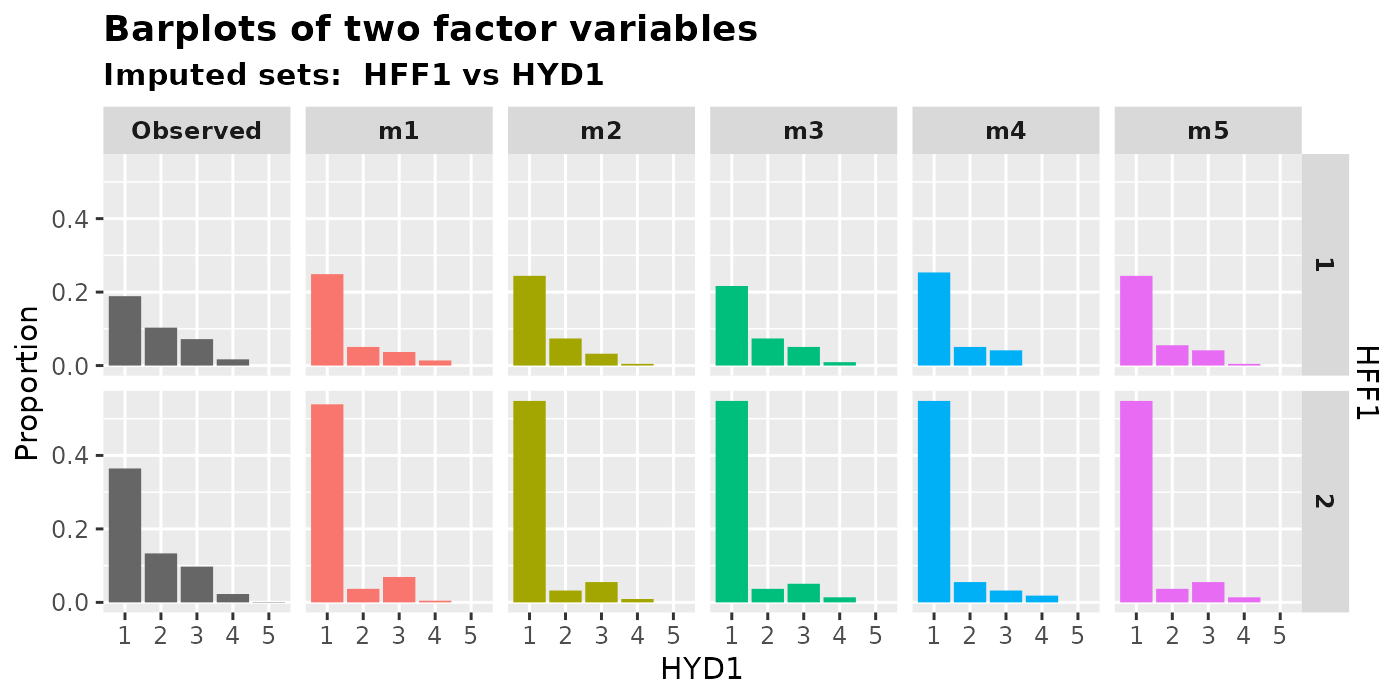 Barplots of two factor variables
Imputed sets:  HFF1 vs HYD1
Observed m1 m2 m3 m4 m5
Proportion
0.4
0.2
0.0
1
0.4
0.2
0.0
2
HFF1
1 2 3 4 5 1 2 3 4 5 1 2 3 4 5 1 2 3 4 5 1 2 3 4 5 1 2 3 4 5
HYD1